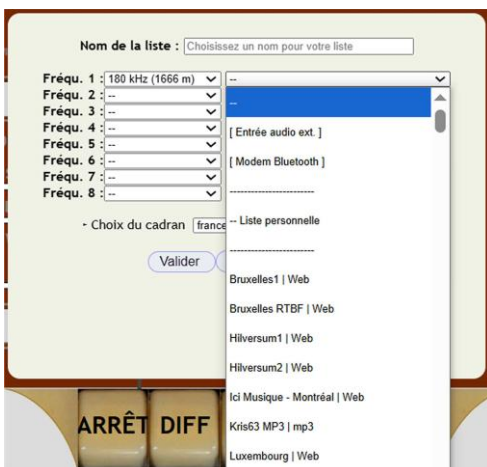 Nom de la liste : Choisissez un nom pour votre liste
Fréqu. 1 : 180 kHz (1666 m) --
Fréqu. 2 : --
Fréqu. 3 : --
Fréqu. 4 : --
Fréqu. 5 : --
Fréqu. 6 : --
Fréqu. 7 : --
Fréqu. 8 : --
- Choix du cadran france
Valider
--
[ Entrée audio ext. ]
[ Modem Bluetooth ]
-----------------------
-- Liste personnelle
-----------------------
Bruxelles1 | Web
Bruxelles RTBF | Web
Hilversum1 | Web
Hilversum2 | Web
Ici Musique - Montréal | Web
Kris63 MP3 | mp3
Luxembourg | Web
ARRÊT DIFF